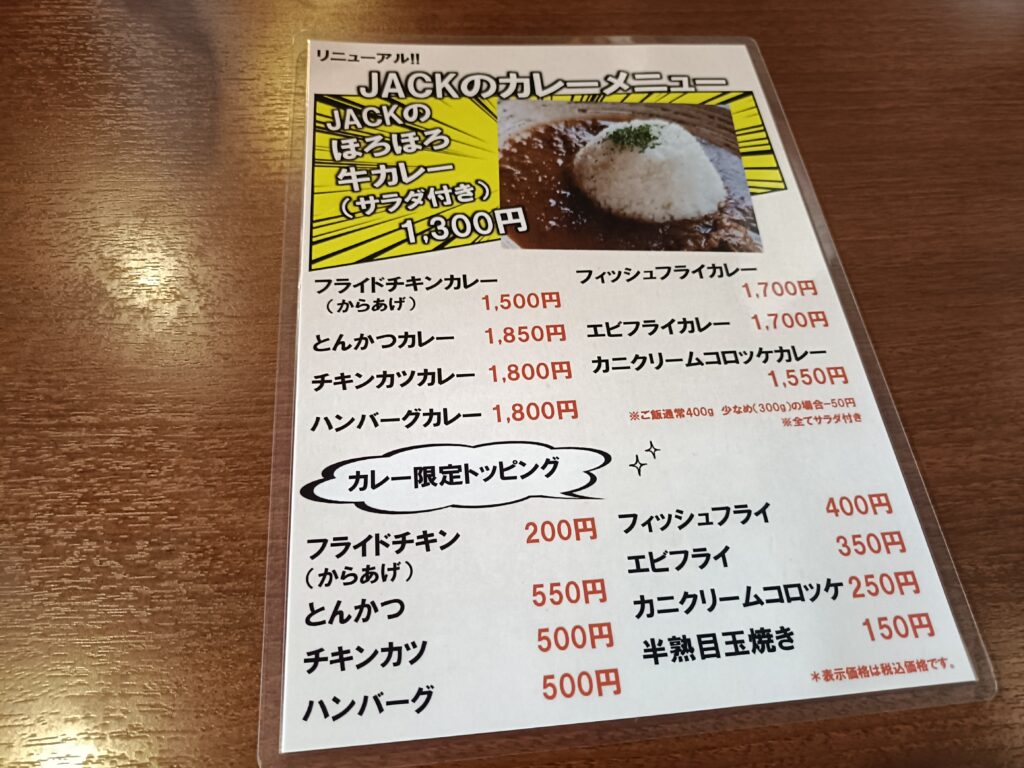 リニューアル!!
JACKのカレーメニュー
JACKの
ほろほろ
牛カレー
（サラダ付き）
1,300円
フライドチキンカレー
（からあげ） 1,500円
とんかつカレー 1,850円
チキンカツカレー 1,800円
ハンバーグカレー 1,800円
フィッシュフライカレー
1,700円
エビフライカレー 1,700円
カニクリームコロッケカレー
1,550円
※ご飯通常400g 少なめ（300g）の場合-50円
※全てサラダ付き
カレー限定トッピング
フライドチキン 200円
（からあげ）
とんかつ 550円
チキンカツ 500円
ハンバーグ 500円
フィッシュフライ 400円
エビフライ 350円
カニクリームコロッケ 250円
半熟目玉焼き 150円
＊表示価格は税込価格です。